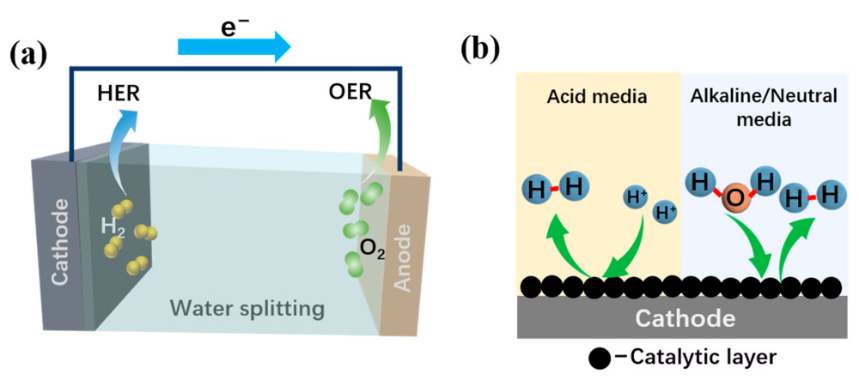 (a)
e⁻
HER
OER
Cathode
H₂
O₂
Anode
Water splitting
(b)
Acid media
Alkaline/Neutral
media
H H
H⁺
H⁺
H O H
H H
Cathode
–Catalytic layer